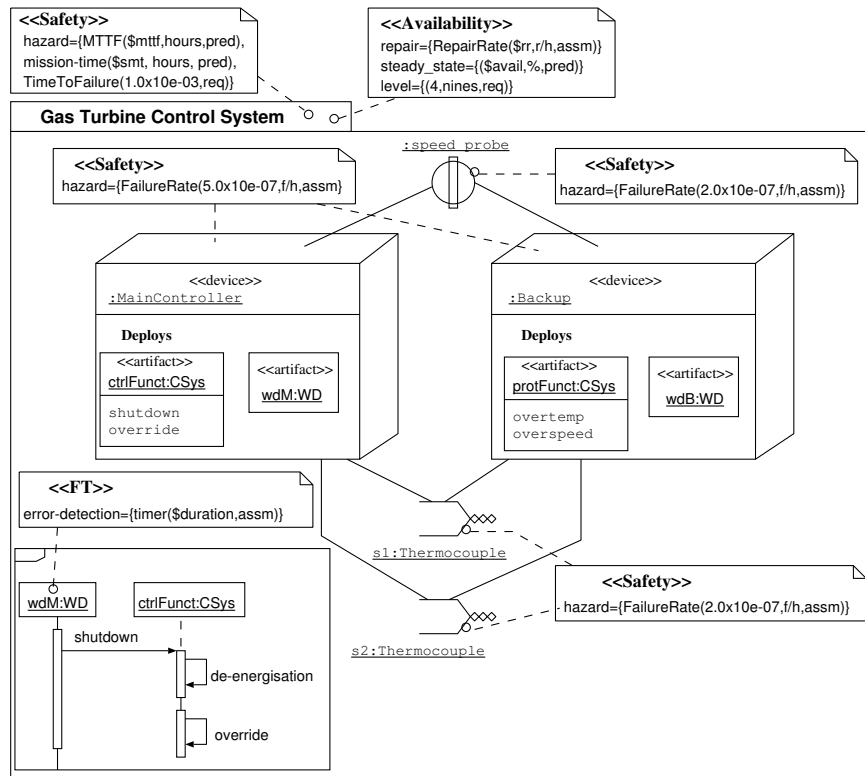 <<Safety>>
hazard={MTTF($mttf,hours,pred),
mission-time($smt, hours, pred),
TimeToFailure(1.0x10e-03,req)}
<<Availability>>
repair={RepairRate($rr,r/h,assm)}
steady_state={($avail,%,pred)
level={(4,nines,req)}
Gas Turbine Control System
:speed probe
<<Safety>>
hazard={FailureRate(5.0x10e-07,f/h,assm}
<<Safety>>
hazard={FailureRate(2.0x10e-07,f/h,assm)}
<<device>>
:MainController
Deploys
<<artifact>>
ctrlFunct:CSys
shutdown
override
<<artifact>>
wdM:WD
<<device>>
:Backup
Deploys
<<artifact>>
protFunct:CSys
overtemp
overspeed
<<artifact>>
wdB:WD
<<FT>>
error-detection={timer($duration,assm)}
s1:Thermocouple
<<Safety>>
hazard={FailureRate(2.0x10e-07,f/h,assm)}
s2:Thermocouple
wdM:WD
ctrlFunct:CSys
shutdown
de-energisation
override